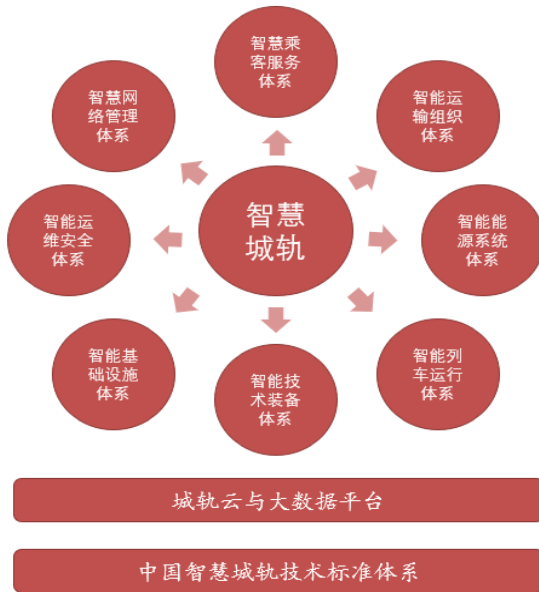 智慧乘
客服务
体系
智慧网
络管理
体系
智能运
输组织
体系
智慧
城轨
智能运
维安全
体系
智能能
源系统
体系
智能基
础设施
体系
智能技
术装备
体系
智能列
车运行
体系
城轨云与大数据平台
中国智慧城轨技术标准体系